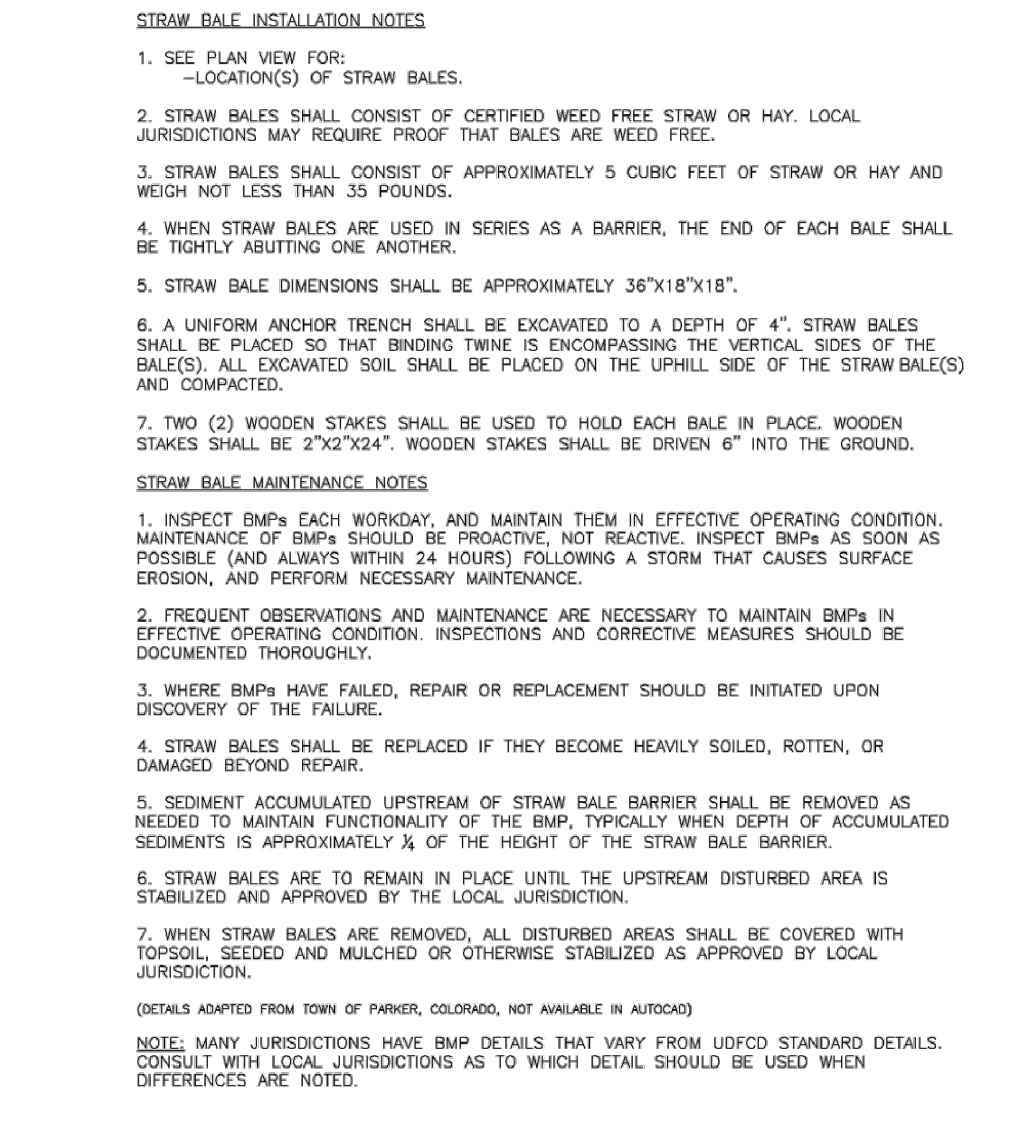 STRAW BALE INSTALLATION NOTES
1. SEE PLAN VIEW FOR:
–LOCATION(S) OF STRAW BALES.
2. STRAW BALES SHALL CONSIST OF CERTIFIED WEED FREE STRAW OR HAY. LOCAL
JURISDICTIONS MAY REQUIRE PROOF THAT BALES ARE WEED FREE.
3. STRAW BALES SHALL CONSIST OF APPROXIMATELY 5 CUBIC FEET OF STRAW OR HAY AND
WEIGH NOT LESS THAN 35 POUNDS.
4. WHEN STRAW BALES ARE USED IN SERIES AS A BARRIER, THE END OF EACH BALE SHALL
BE TIGHTLY ABUTTING ONE ANOTHER.
5. STRAW BALE DIMENSIONS SHALL BE APPROXIMATELY 36"X18"X18".
6. A UNIFORM ANCHOR TRENCH SHALL BE EXCAVATED TO A DEPTH OF 4". STRAW BALES
SHALL BE PLACED SO THAT BINDING TWINE IS ENCOMPASSING THE VERTICAL SIDES OF THE
BALE(S). ALL EXCAVATED SOIL SHALL BE PLACED ON THE UPHILL SIDE OF THE STRAW BALE(S)
AND COMPACTED.
7. TWO (2) WOODEN STAKES SHALL BE USED TO HOLD EACH BALE IN PLACE. WOODEN
STAKES SHALL BE 2"X2"X24". WOODEN STAKES SHALL BE DRIVEN 6" INTO THE GROUND.
STRAW BALE MAINTENANCE NOTES
1. INSPECT BMPs EACH WORKDAY, AND MAINTAIN THEM IN EFFECTIVE OPERATING CONDITION.
MAINTENANCE OF BMPs SHOULD BE PROACTIVE, NOT REACTIVE. INSPECT BMPs AS SOON AS
POSSIBLE (AND ALWAYS WITHIN 24 HOURS) FOLLOWING A STORM THAT CAUSES SURFACE
EROSION, AND PERFORM NECESSARY MAINTENANCE.
2. FREQUENT OBSERVATIONS AND MAINTENANCE ARE NECESSARY TO MAINTAIN BMPs IN
EFFECTIVE OPERATING CONDITION. INSPECTIONS AND CORRECTIVE MEASURES SHOULD BE
DOCUMENTED THOROUGHLY.
3. WHERE BMPs HAVE FAILED, REPAIR OR REPLACEMENT SHOULD BE INITIATED UPON
DISCOVERY OF THE FAILURE.
4. STRAW BALES SHALL BE REPLACED IF THEY BECOME HEAVILY SOILED, ROTTEN, OR
DAMAGED BEYOND REPAIR.
5. SEDIMENT ACCUMULATED UPSTREAM OF STRAW BALE BARRIER SHALL BE REMOVED AS
NEEDED TO MAINTAIN FUNCTIONALITY OF THE BMP, TYPICALLY WHEN DEPTH OF ACCUMULATED
SEDIMENTS IS APPROXIMATELY ¼ OF THE HEIGHT OF THE STRAW BALE BARRIER.
6. STRAW BALES ARE TO REMAIN IN PLACE UNTIL THE UPSTREAM DISTURBED AREA IS
STABILIZED AND APPROVED BY THE LOCAL JURISDICTION.
7. WHEN STRAW BALES ARE REMOVED, ALL DISTURBED AREAS SHALL BE COVERED WITH
TOPSOIL, SEEDED AND MULCHED OR OTHERWISE STABILIZED AS APPROVED BY LOCAL
JURISDICTION.
(DETAILS ADAPTED FROM TOWN OF PARKER, COLORADO, NOT AVAILABLE IN AUTOCAD)
NOTE: MANY JURISDICTIONS HAVE BMP DETAILS THAT VARY FROM UDFCD STANDARD DETAILS.
CONSULT WITH LOCAL JURISDICTIONS AS TO WHICH DETAIL SHOULD BE USED WHEN
DIFFERENCES ARE NOTED.